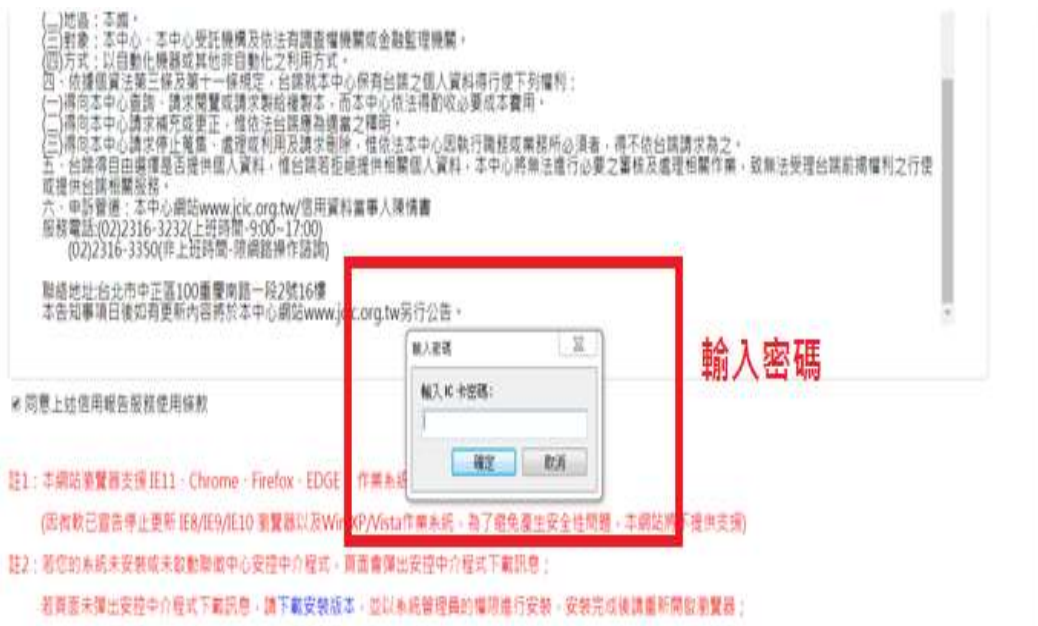 (二)地區：本國。
(三)對象：本中心、本中心受託機構及依法有調查權機關或金融監理機關。
(四)方式：以自動化機器或其他非自動化之利用方式。
四、依據個資法第三條及第十一條規定，台端就本中心保有台端之個人資料得行使下列權利：
(一)得向本中心查詢、請求閱覽或請求製給複製本，而本中心依法得酌收必要成本費用。
(二)得向本中心請求補充或更正，惟依法台端應為適當之釋明。
(三)得向本中心請求停止蒐集、處理或利用及請求刪除，惟依法本中心因執行職務或業務所必須者，得不依台端請求為之。
五、台端得自由選擇是否提供個人資料，惟台端若拒絕提供相關個人資料，本中心將無法進行必要之審核及處理相關作業，致無法受理台端前揭權利之行使
或提供台端相關服務。
六、申訴管道：本中心網站www.jcic.org.tw/信用資料當事人陳情書
服務電話:(02)2316-3232(上班時間-9:00~17:00)
(02)2316-3350(非上班時間-限網路操作諮詢)
聯絡地址:台北市中正區100重慶南路一段2號16樓
本告知事項日後如有更新內容將於本中心網站www.jcic.org.tw另行公告。
輸入密碼
輸入 IC 卡密碼：
確定 取消
輸入密碼
同意上述信用報告服務使用條款
註1：本網站瀏覽器支援 IE11、Chrome、Firefox、EDGE 作業系統
(因微軟已宣告停止更新 IE8/IE9/IE10 瀏覽器以及WinXP/Vista作業系統，為了避免產生安全性問題，本網站將不提供支援)
註2：若您的系統未安裝或未啟動聯徵中心安控中介程式，頁面會彈出安控中介程式下載訊息；
若頁面未彈出安控中介程式下載訊息，請下載安裝版本，並以系統管理員的權限進行安裝，安裝完成後請重新開啟瀏覽器；